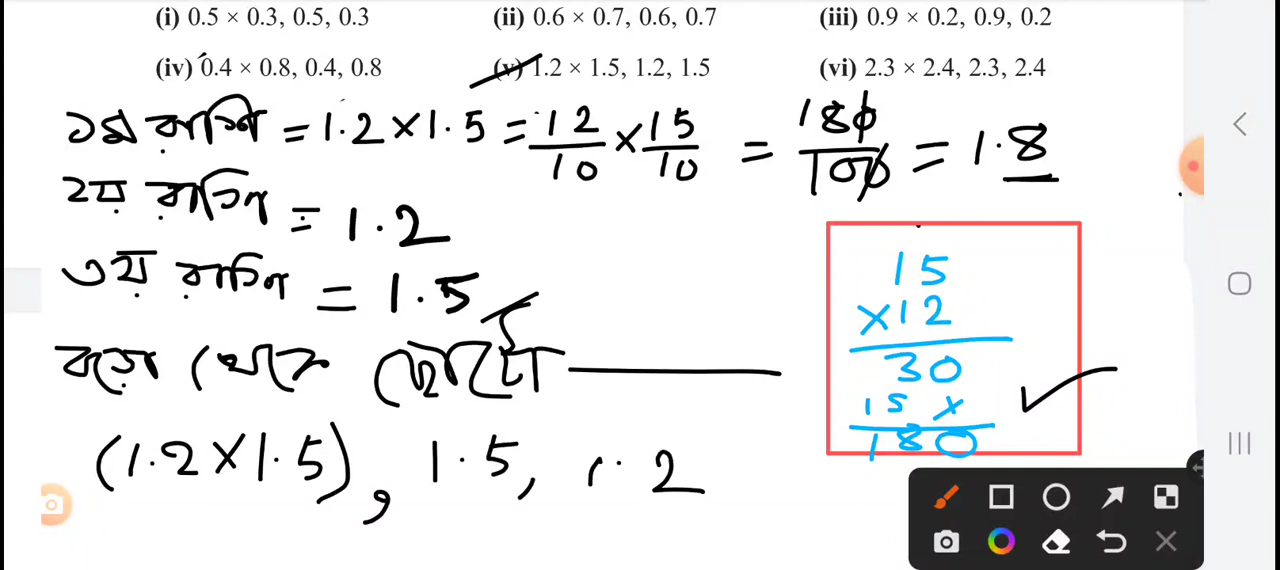 (i) 0.5 × 0.3, 0.5, 0.3 (ii) 0.6 × 0.7, 0.6, 0.7 (iii) 0.9 × 0.2, 0.9, 0.2
(iv) 0.4 × 0.8, 0.4, 0.8 (v) 1.2 × 1.5, 1.2, 1.5 (vi) 2.3 × 2.4, 2.3, 2.4
১ম রাশি = 1.2 × 1.5 = 12/10 × 15/10 = 180/100 = 1.8
২য় রাশি = 1.2
৩য় রাশি = 1.5
বড়ো থেকে ছোটো
(1.2 × 1.5), 1.5, 1.2
15
×12
30
15 ×
180